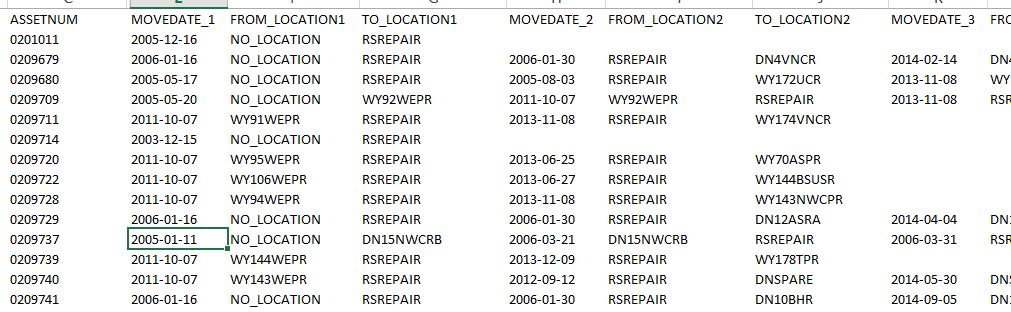 ASSETNUM MOVEDATE_1 FROM_LOCATION1 TO_LOCATION1 MOVEDATE_2 FROM_LOCATION2 TO_LOCATION2 MOVEDATE_3
0201011 2005-12-16 NO_LOCATION RSREPAIR
0209679 2006-01-16 NO_LOCATION RSREPAIR 2006-01-30 RSREPAIR DN4VNCR 2014-02-14
0209680 2005-05-17 NO_LOCATION RSREPAIR 2005-08-03 RSREPAIR WY172UCR 2013-11-08 WY
0209709 2005-05-20 NO_LOCATION WY92WEPR 2011-10-07 WY92WEPR RSREPAIR 2013-11-08 RSR
0209711 2011-10-07 WY91WEPR RSREPAIR 2013-11-08 RSREPAIR WY174VNCR
0209714 2003-12-15 NO_LOCATION RSREPAIR
0209720 2011-10-07 WY95WEPR RSREPAIR 2013-06-25 RSREPAIR WY70ASPR
0209722 2011-10-07 WY106WEPR RSREPAIR 2013-06-27 RSREPAIR WY144BSUSR
0209728 2011-10-07 WY94WEPR RSREPAIR 2013-11-08 RSREPAIR WY143NWCPR
0209729 2006-01-16 NO_LOCATION RSREPAIR 2006-01-30 RSREPAIR DN12ASRA 2014-04-04 DN1
0209737 2005-01-11 NO_LOCATION DN15NWCRB 2006-03-21 DN15NWCRB RSREPAIR 2006-03-31 RSR
0209739 2011-10-07 WY144WEPR RSREPAIR 2013-12-09 RSREPAIR WY178TPR
0209740 2011-10-07 WY143WEPR RSREPAIR 2012-09-12 RSREPAIR DNSPARE 2014-05-30 DNS
0209741 2006-01-16 NO_LOCATION RSREPAIR 2006-01-30 RSREPAIR DN10BHR 2014-09-05 DN1